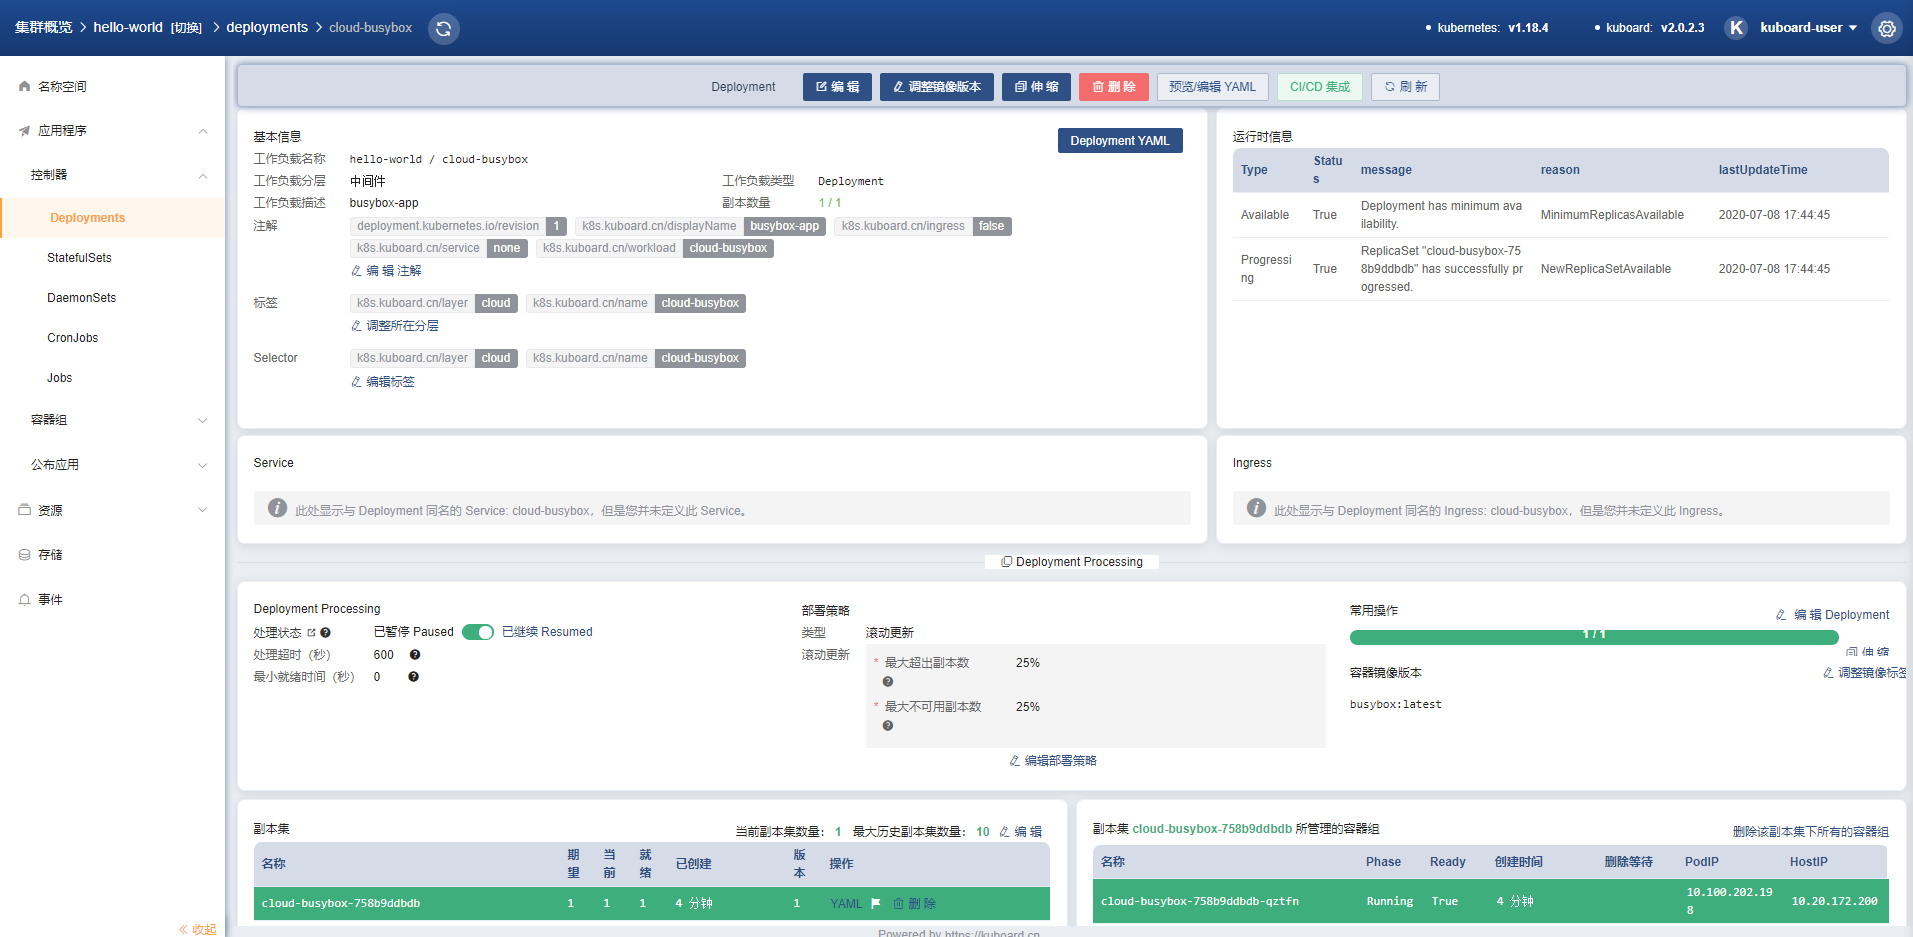 集群概览 > hello-world [切换] > deployments > cloud-busybox
• kubernetes: v1.18.4 • kuboard: v2.0.2.3 K kuboard-user
名称空间
应用程序
控制器
Deployments
StatefulSets
DaemonSets
CronJobs
Jobs
容器组
公布应用
资源
存储
事件
« 收起
Deployment 编 辑 调整镜像版本 伸 缩 删 除 预览/编辑 YAML CI/CD 集成 刷 新
基本信息 Deployment YAML
工作负载名称 hello-world / cloud-busybox
工作负载分层 中间件 工作负载类型 Deployment
工作负载描述 busybox-app 副本数量 1 / 1
注解 deployment.kubernetes.io/revision 1 k8s.kuboard.cn/displayName busybox-app k8s.kuboard.cn/ingress false
k8s.kuboard.cn/service none k8s.kuboard.cn/workload cloud-busybox
编 辑 注解
标签 k8s.kuboard.cn/layer cloud k8s.kuboard.cn/name cloud-busybox
调整所在分层
Selector k8s.kuboard.cn/layer cloud k8s.kuboard.cn/name cloud-busybox
编辑标签
运行时信息
Type Status message reason lastUpdateTime
Available True Deployment has minimum ava
ilability. MinimumReplicasAvailable 2020-07-08 17:44:45
Progressi
ng True ReplicaSet "cloud-busybox-75
8b9ddbdb" has successfully pr
ogressed. NewReplicaSetAvailable 2020-07-08 17:44:45
Service
此处显示与 Deployment 同名的 Service: cloud-busybox，但是您并未定义此 Service。
Ingress
此处显示与 Deployment 同名的 Ingress: cloud-busybox，但是您并未定义此 Ingress。
Deployment Processing
Deployment Processing
处理状态 已暂停 Paused 已继续 Resumed
处理超时（秒） 600
最小就绪时间（秒） 0
部署策略
类型 滚动更新
滚动更新 * 最大超出副本数 25%
* 最大不可用副本数 25%
编辑部署策略
常用操作 编 辑 Deployment
1 / 1
伸 缩
容器镜像版本 调整镜像标签
busybox:latest
副本集 当前副本集数量： 1 最大历史副本集数量： 10 编 辑
名称 期望 当前 就绪 已创建 版本 操作
cloud-busybox-758b9ddbdb 1 1 1 4 分钟 1 YAML 删 除
副本集 cloud-busybox-758b9ddbdb 所管理的容器组 删除该副本集下所有的容器组
名称 Phase Ready 创建时间 删除等待 PodIP HostIP
cloud-busybox-758b9ddbdb-qztfn Running True 4 分钟 10.100.202.19
8 10.20.172.200
Powered by https://kuboard.cn